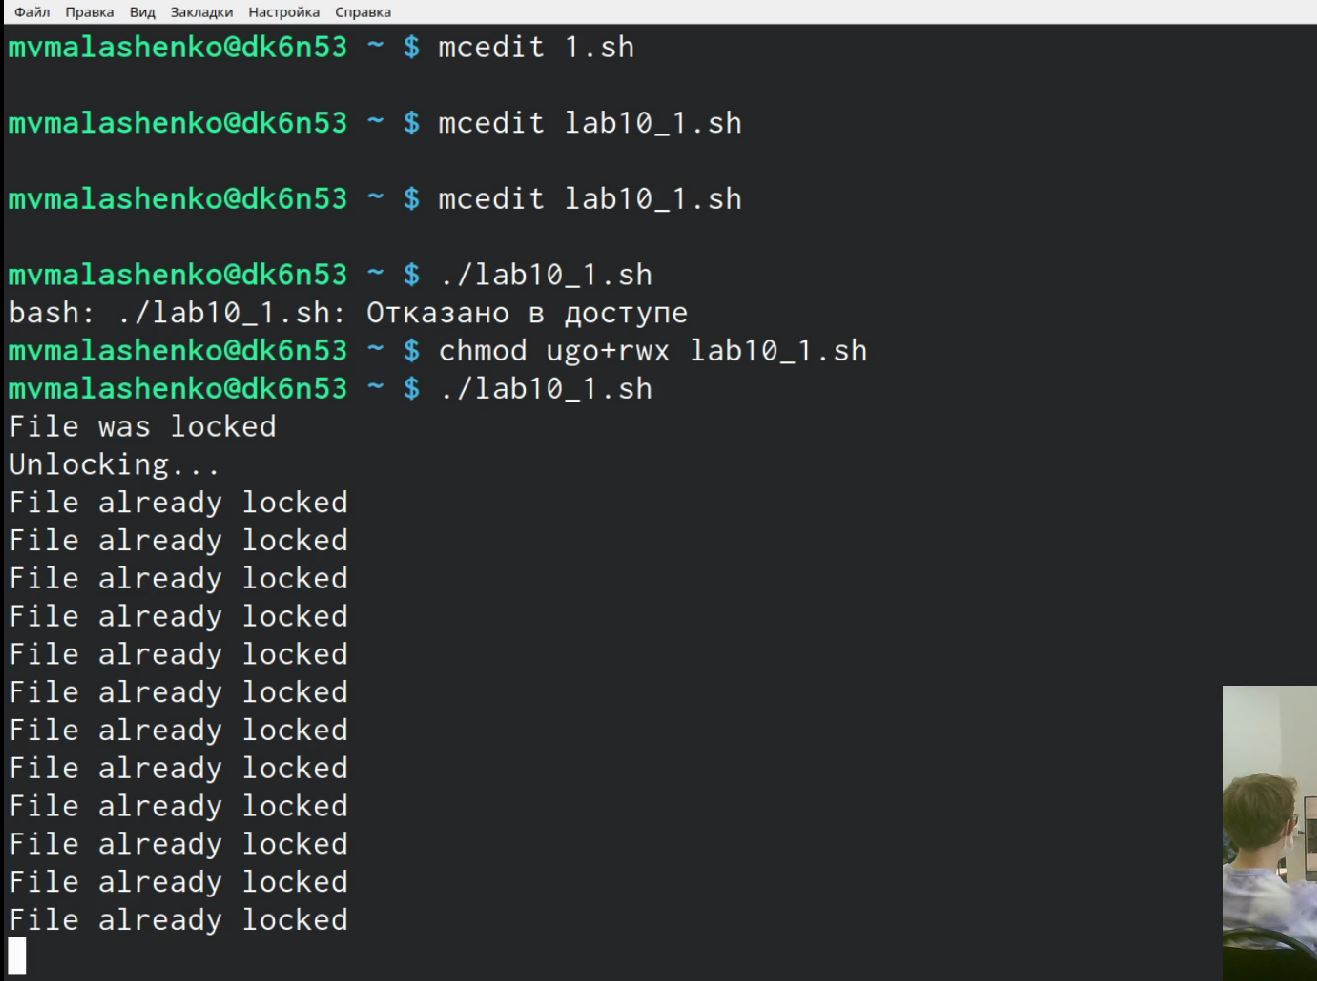 Файл Правка Вид Закладки Настройка Справка
mvmalashenko@dk6n53 ~ $ mcedit 1.sh
mvmalashenko@dk6n53 ~ $ mcedit lab10_1.sh
mvmalashenko@dk6n53 ~ $ mcedit lab10_1.sh
mvmalashenko@dk6n53 ~ $ ./lab10_1.sh
bash: ./lab10_1.sh: Отказано в доступе
mvmalashenko@dk6n53 ~ $ chmod ugo+rwx lab10_1.sh
mvmalashenko@dk6n53 ~ $ ./lab10_1.sh
File was locked
Unlocking...
File already locked
File already locked
File already locked
File already locked
File already locked
File already locked
File already locked
File already locked
File already locked
File already locked
File already locked
File already locked